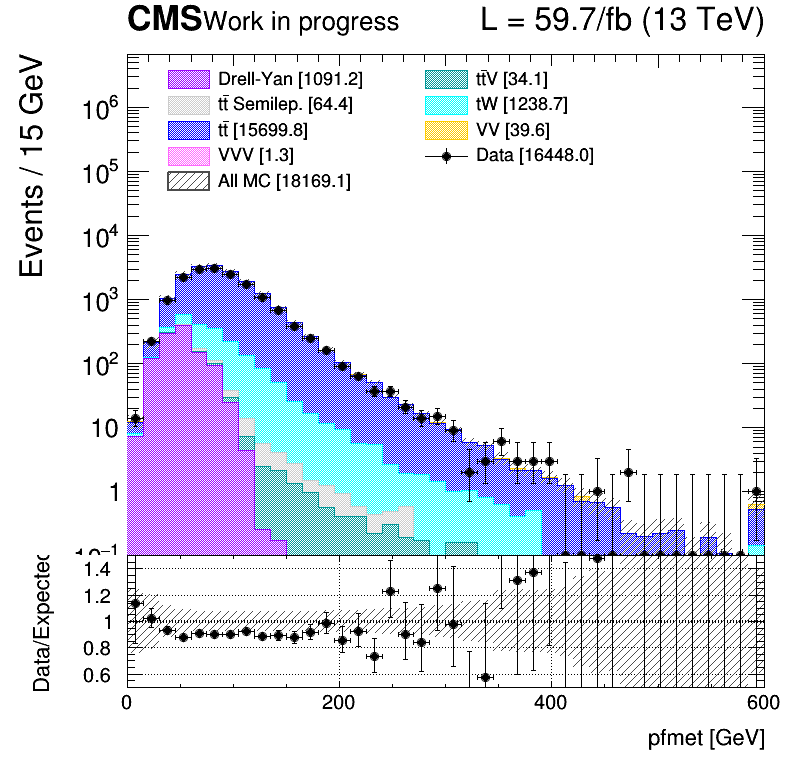 CMS Work in progress L = 59.7/fb (13 TeV)
Events / 15 GeV
Drell-Yan [1091.2]
tt̄ Semilep. [64.4]
tt̄ [15699.8]
VVV [1.3]
All MC [18169.1]
tt̄V [34.1]
tW [1238.7]
VV [39.6]
Data [16448.0]
10⁶
10⁵
10⁴
10³
10²
10
1
10⁻¹
Data/Expected
1.4
1.2
1
0.8
0.6
0 200 400 600
pfmet [GeV]